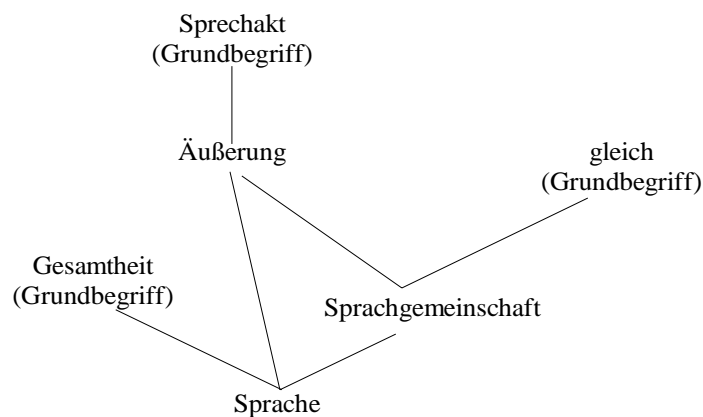 Sprechakt
(Grundbegriff)
Äußerung
gleich
(Grundbegriff)
Gesamtheit
(Grundbegriff)
Sprachgemeinschaft
Sprache